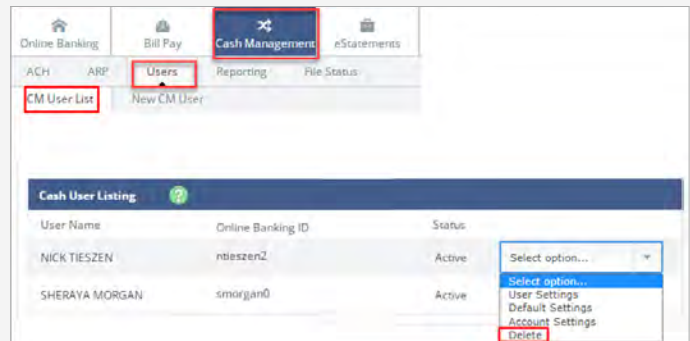 Online Banking Bill Pay Cash Management eStatements
ACH ARP Users Reporting File Status
CM User List New CM User
Cash User Listing ?
User Name Online Banking ID Status
NICK TIESZEN ntieszen2 Active Select option...
Select option...
User Settings
SHERAYA MORGAN smorgan0 Active Default Settings
Account Settings
Delete